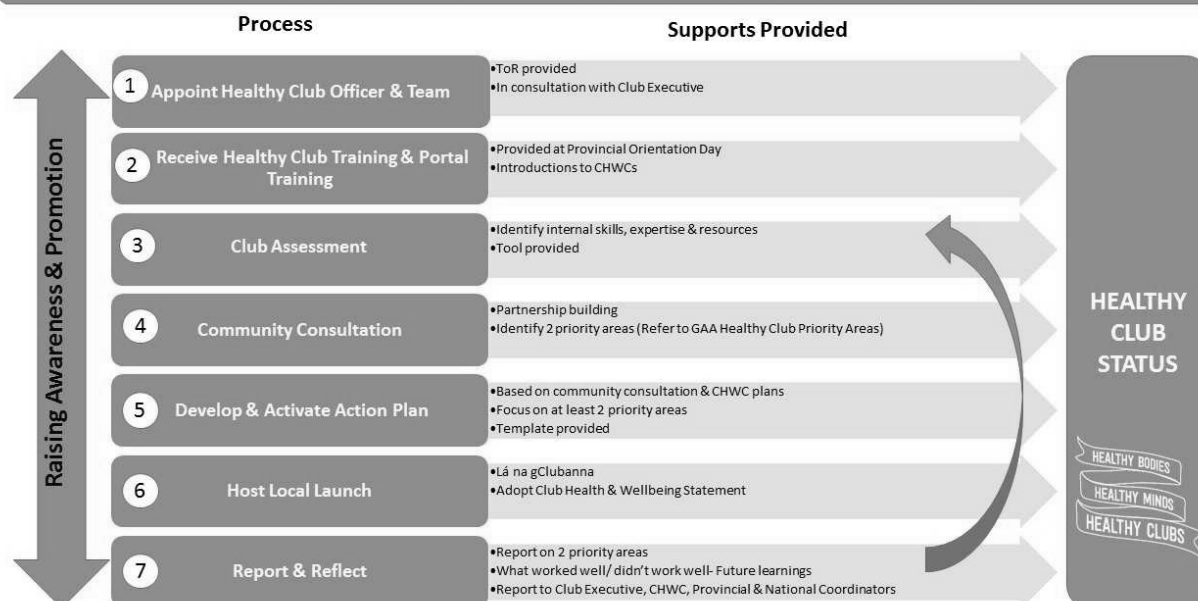 Process
Supports Provided
Raising Awareness & Promotion
1
Appoint Healthy Club Officer & Team
•ToR provided
•In consultation with Club Executive
2
Receive Healthy Club Training & Portal
Training
•Provided at Provincial Orientation Day
•Introductions to CHWCs
3
Club Assessment
•Identify internal skills, expertise & resources
•Tool provided
4
Community Consultation
•Partnership building
•Identify 2 priority areas (Refer to GAA Healthy Club Priority Areas)
5
Develop & Activate Action Plan
•Based on community consultation & CHWC plans
•Focus on at least 2 priority areas
•Template provided
6
Host Local Launch
•Lá na gClubanna
•Adopt Club Health & Wellbeing Statement
7
Report & Reflect
•Report on 2 priority areas
•What worked well/ didn't work well- Future learnings
•Report to Club Executive, CHWC, Provincial & National Coordinators
HEALTHY
CLUB
STATUS
HEALTHY BODIES
HEALTHY MINDS
HEALTHY CLUBS